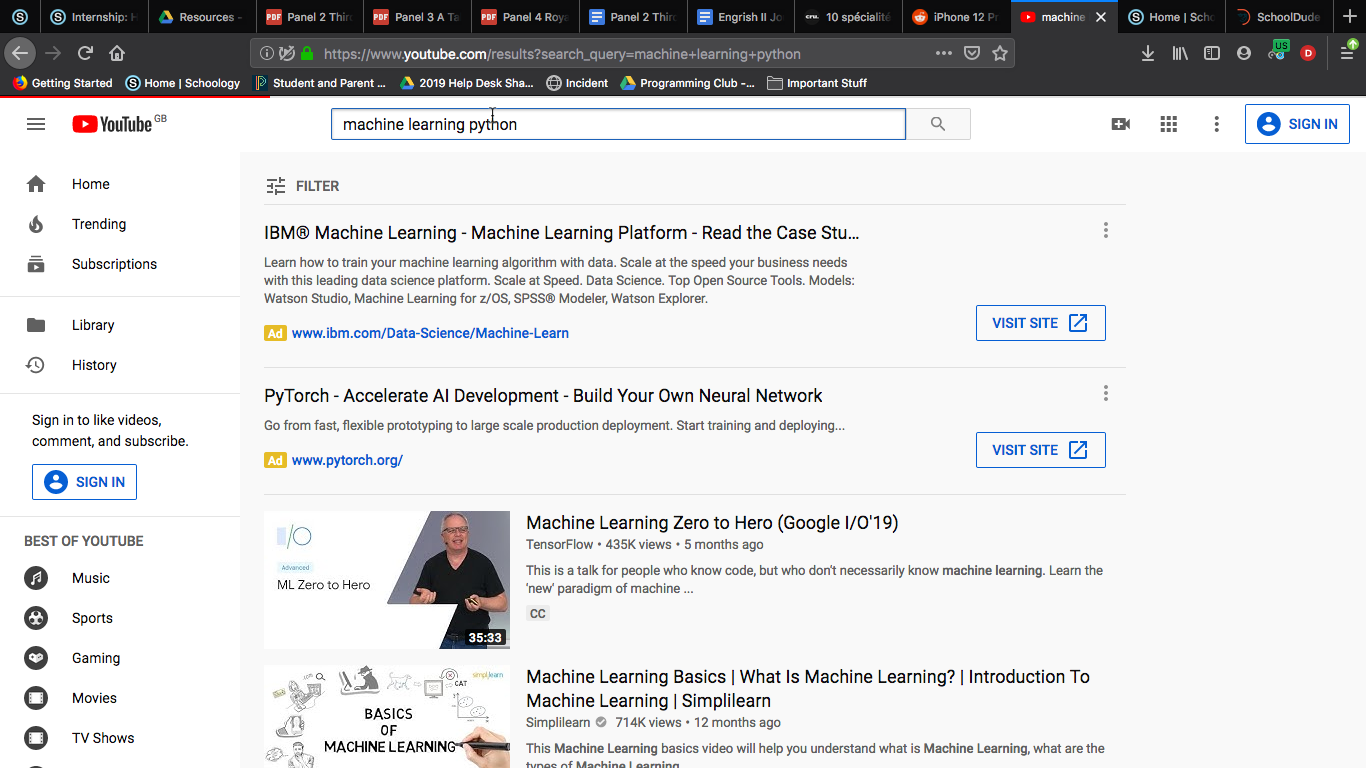 Internship: H
Resources -
PDF Panel 2 Thir
PDF Panel 3 A Ta
PDF Panel 4 Roya
Panel 2 Thir
Engrish II Jo
10 spécialité
iPhone 12 Pr
machine
Home | Scho
SchoolDude
https://www.youtube.com/results?search_query=machine+learning+python
US
D
Getting Started
Home | Schoology
Student and Parent ...
2019 Help Desk Sha...
Incident
Programming Club -...
Important Stuff
YouTube GB
machine learning python
SIGN IN
Home
Trending
Subscriptions
Library
History
Sign in to like videos,
comment, and subscribe.
SIGN IN
BEST OF YOUTUBE
Music
Sports
Gaming
Movies
TV Shows
FILTER
IBM® Machine Learning - Machine Learning Platform - Read the Case Stu...
Learn how to train your machine learning algorithm with data. Scale at the speed your business needs
with this leading data science platform. Scale at Speed. Data Science. Top Open Source Tools. Models:
Watson Studio, Machine Learning for z/OS, SPSS® Modeler, Watson Explorer.
Ad www.ibm.com/Data-Science/Machine-Learn
VISIT SITE
PyTorch - Accelerate AI Development - Build Your Own Neural Network
Go from fast, flexible prototyping to large scale production deployment. Start training and deploying...
Ad www.pytorch.org/
VISIT SITE
I/O
Advanced
ML Zero to Hero
35:33
Machine Learning Zero to Hero (Google I/O'19)
TensorFlow • 435K views • 5 months ago
This is a talk for people who know code, but who don't necessarily know machine learning. Learn the
'new' paradigm of machine ...
CC
simplilearn
CAT
BASICS
OF
MACHINE LEARNING
Machine Learning Basics | What Is Machine Learning? | Introduction To
Machine Learning | Simplilearn
Simplilearn 714K views • 12 months ago
This Machine Learning basics video will help you understand what is Machine Learning, what are the
types of Machine Learning